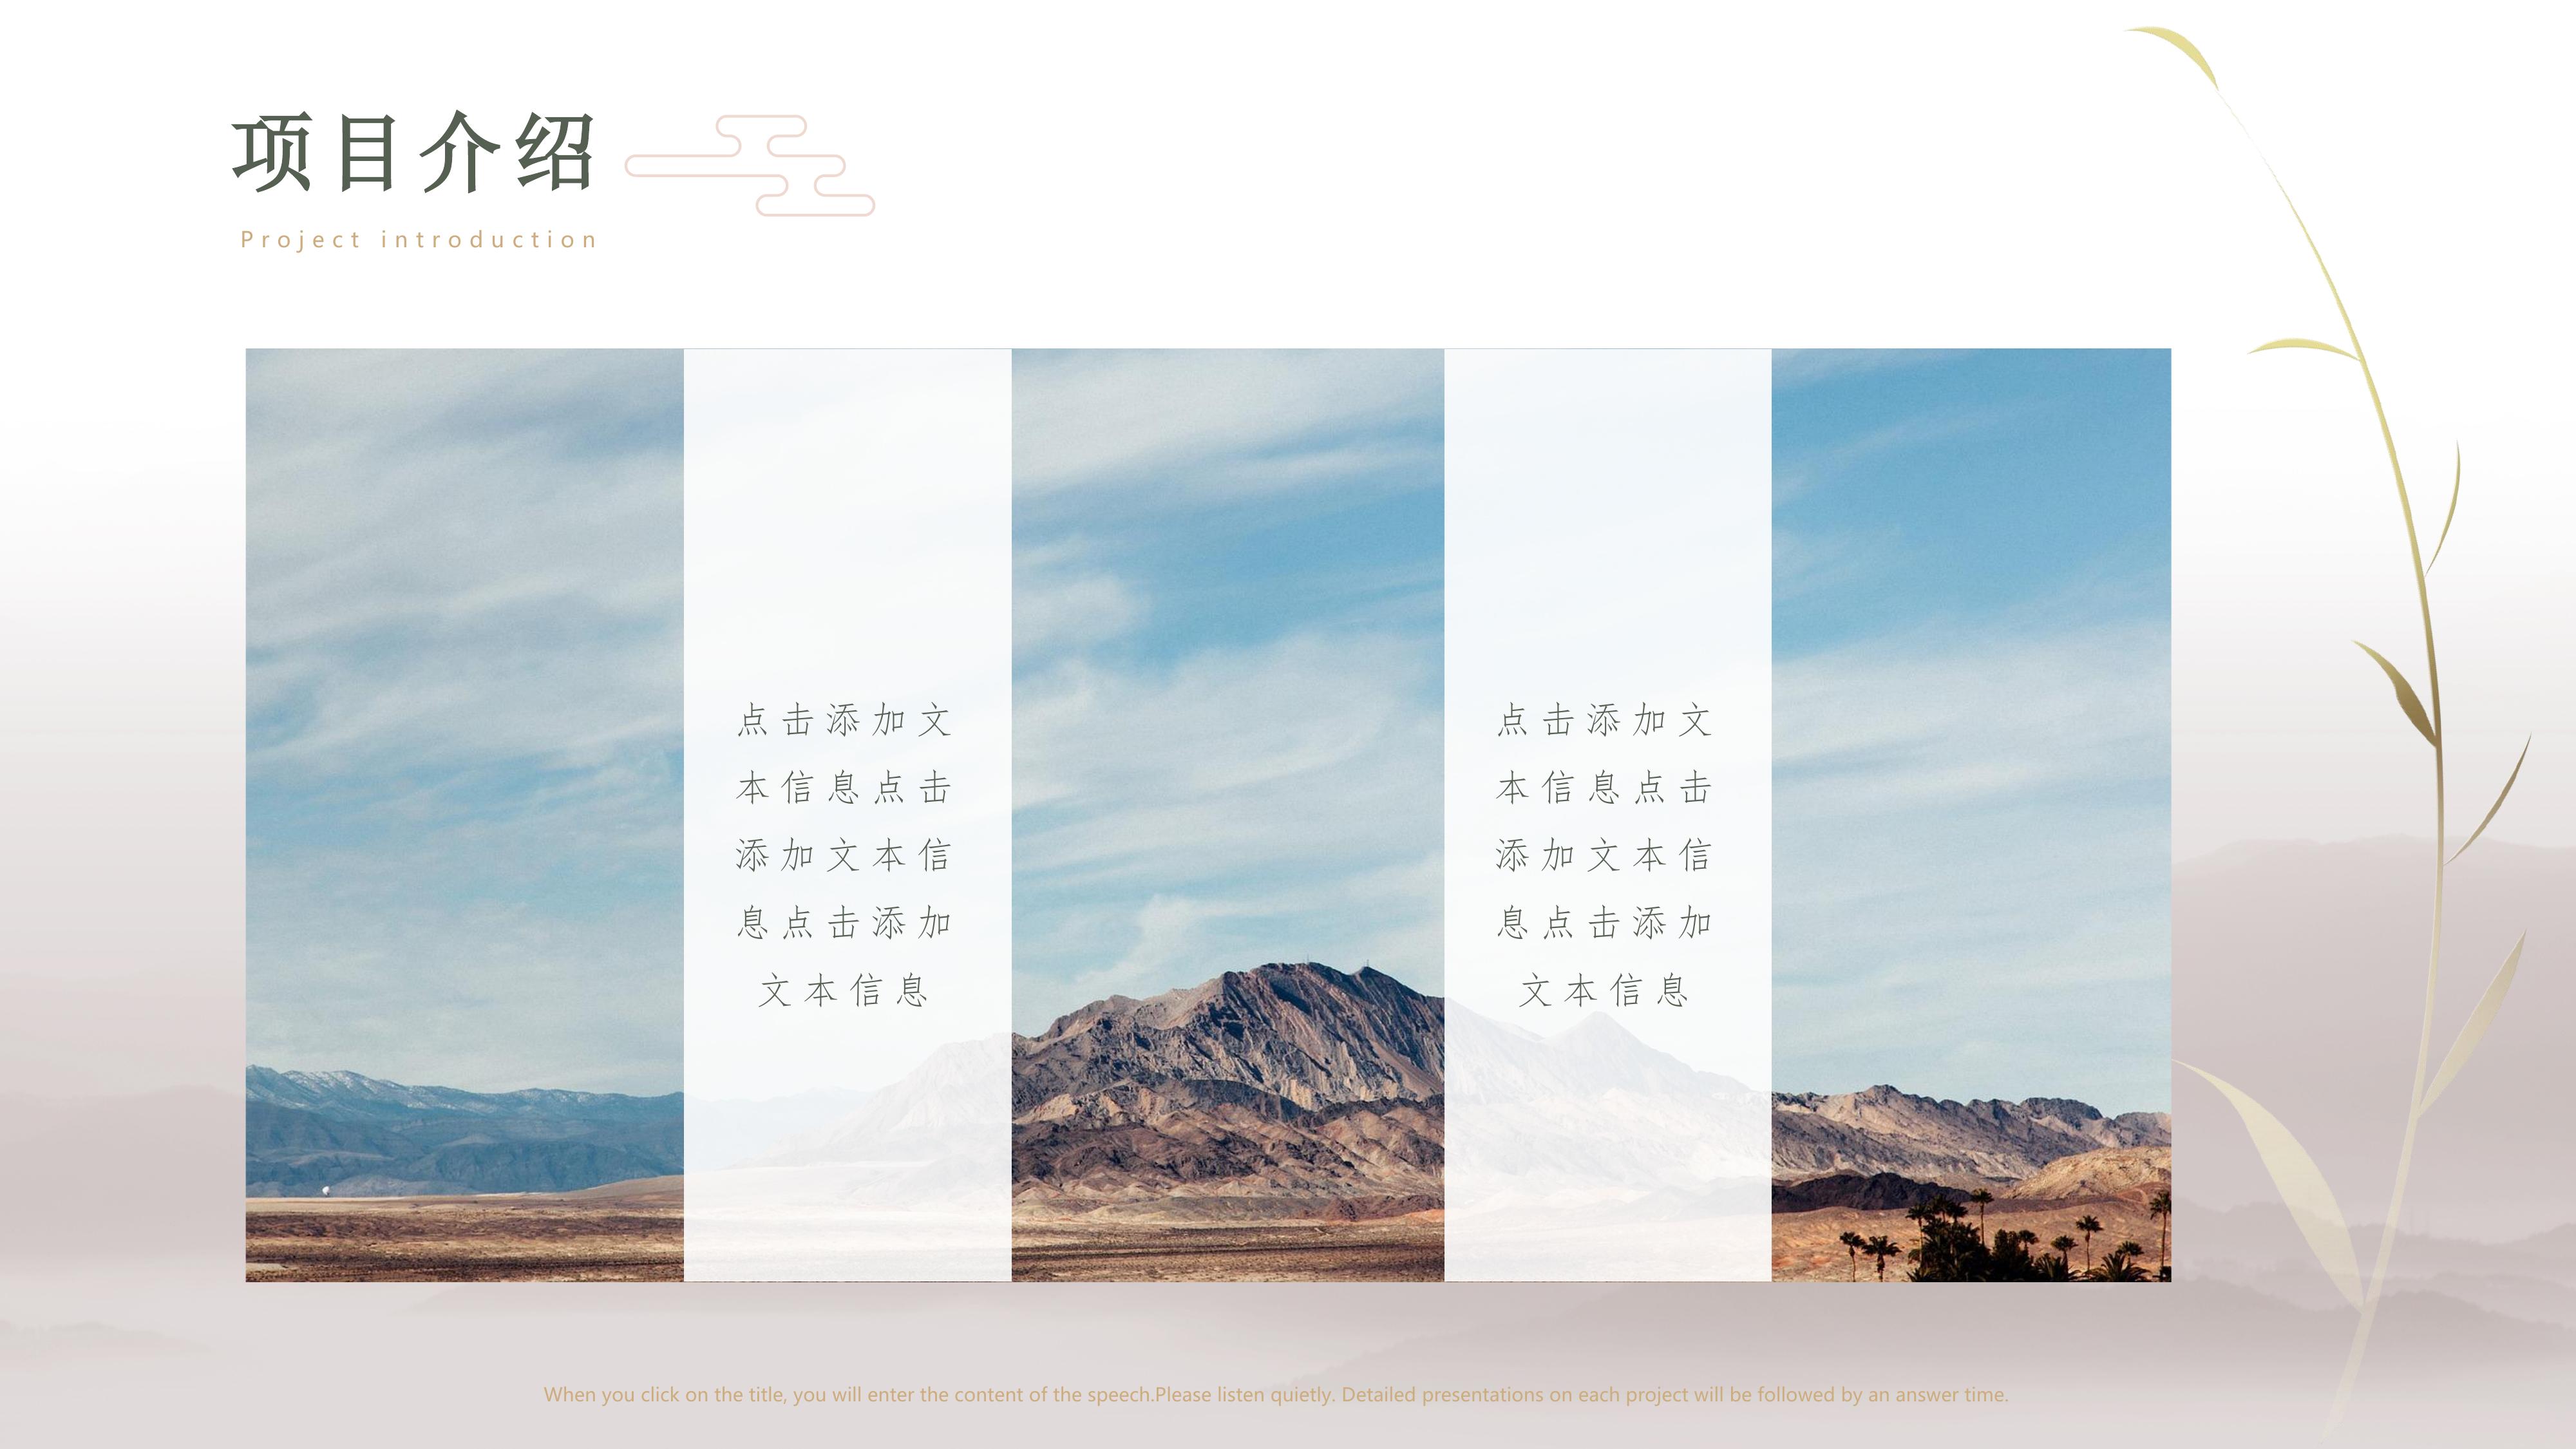 项目介绍
Project introduction
点击添加文
本信息点击
添加文本信
息点击添加
文本信息
点击添加文
本信息点击
添加文本信
息点击添加
文本信息
When you click on the title, you will enter the content of the speech.Please listen quietly. Detailed presentations on each project will be followed by an answer time.